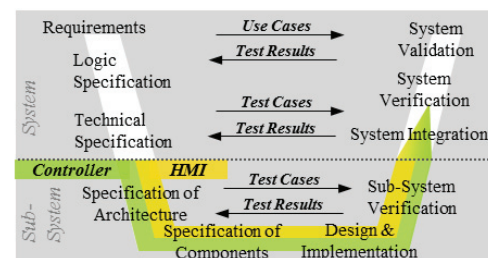 Requirements
Use Cases
System
Validation
Test Results
Logic
Specification
System
Verification
System
Test Cases
Technical
Specification
Test Results
System Integration
Controller
HMI
Sub-
System
Specification of
Architecture
Test Cases
Test Results
Sub-System
Verification
Specification of
Components
Design &
Implementation